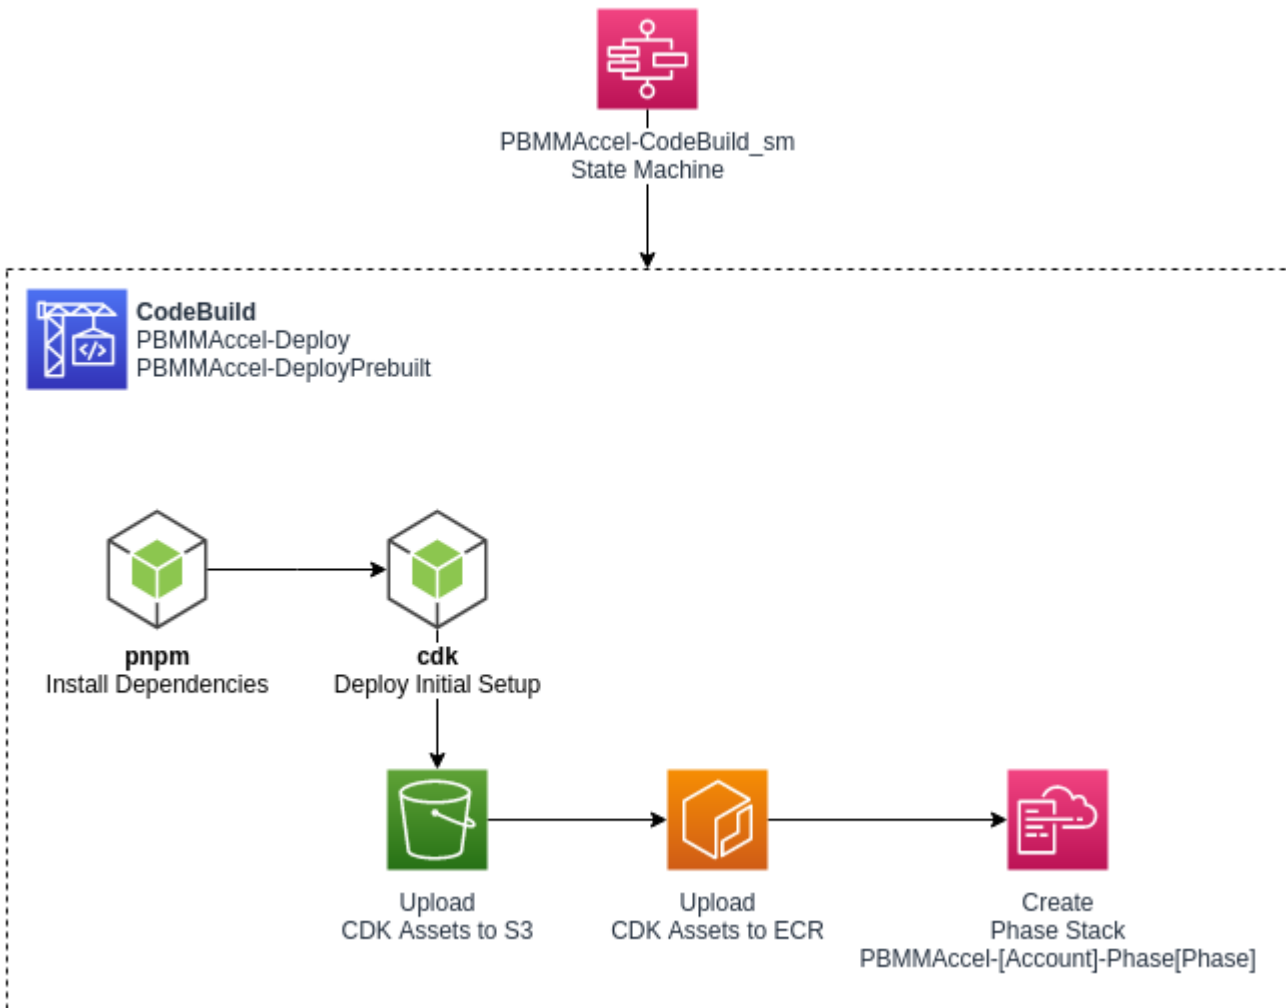 PBMMAccel-CodeBuild_sm
State Machine
CodeBuild
PBMMAccel-Deploy
PBMMAccel-DeployPrebuilt
</>
pnpm
Install Dependencies
cdk
Deploy Initial Setup
Upload
CDK Assets to S3
Upload
CDK Assets to ECR
Create
Phase Stack
PBMMAccel-[Account]-Phase[Phase]